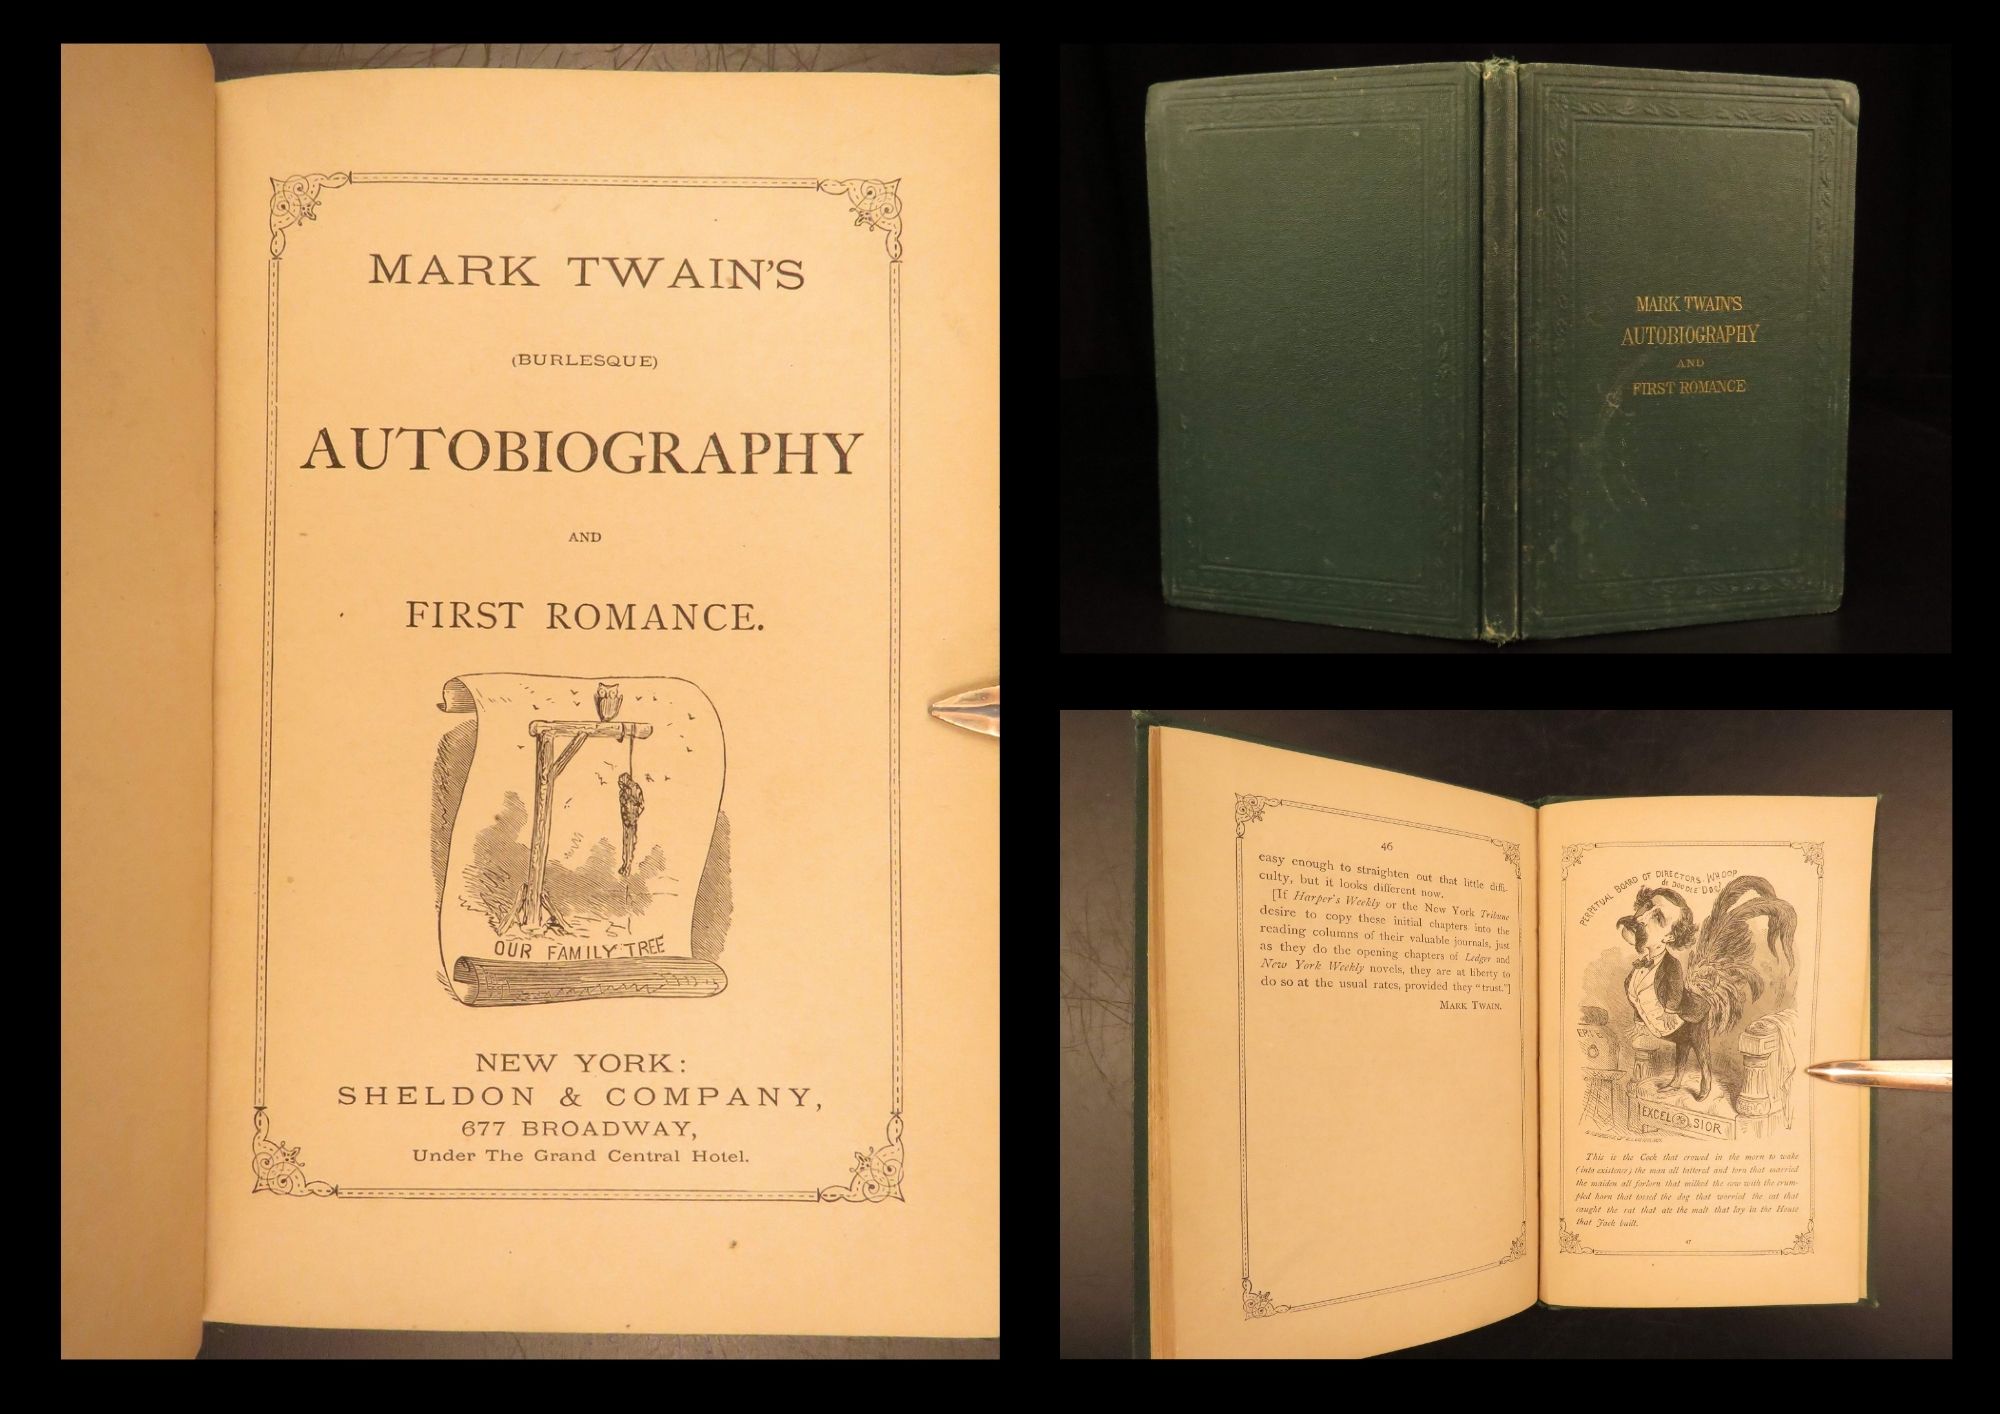 MARK TWAIN'S
(BURLESQUE)
AUTOBIOGRAPHY
AND
FIRST ROMANCE.
OUR FAMILY TREE
NEW YORK:
SHELDON & COMPANY,
677 BROADWAY,
Under The Grand Central Hotel.
MARK TWAIN'S
AUTOBIOGRAPHY
AND
FIRST ROMANCE
46
easy enough to straighten out that little diffi-
culty, but it looks different now.
[If Harper's Weekly or the New York Tribune
desire to copy these initial chapters into the
reading columns of their valuable journals, just
as they do the opening chapters of Ledger and
New York Weekly novels, they are at liberty to
do so at the usual rates, provided they "trust."]
MARK TWAIN.
PERPETUAL BOARD OF DIRECTORS. WHOOP
DE DOODLE DOO!
ERIE
EXCELSIOR
This is the Cock that crowed in the morn to wake
(into existence) the man all tattered and torn that married
the maiden all forlorn that milked the cow with the crum-
pled horn that tossed the dog that worried the cat that
caught the rat that ate the malt that lay in the House
that Jack built.
47